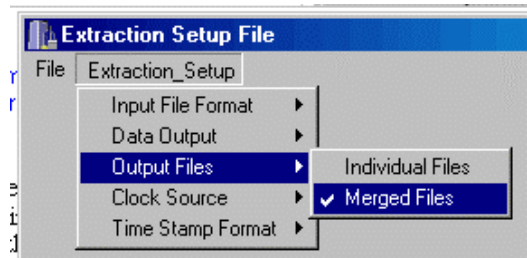 Extraction Setup File
File Extraction_Setup
Input File Format
Data Output
Output Files
Individual Files
Clock Source
Merged Files
Time Stamp Format